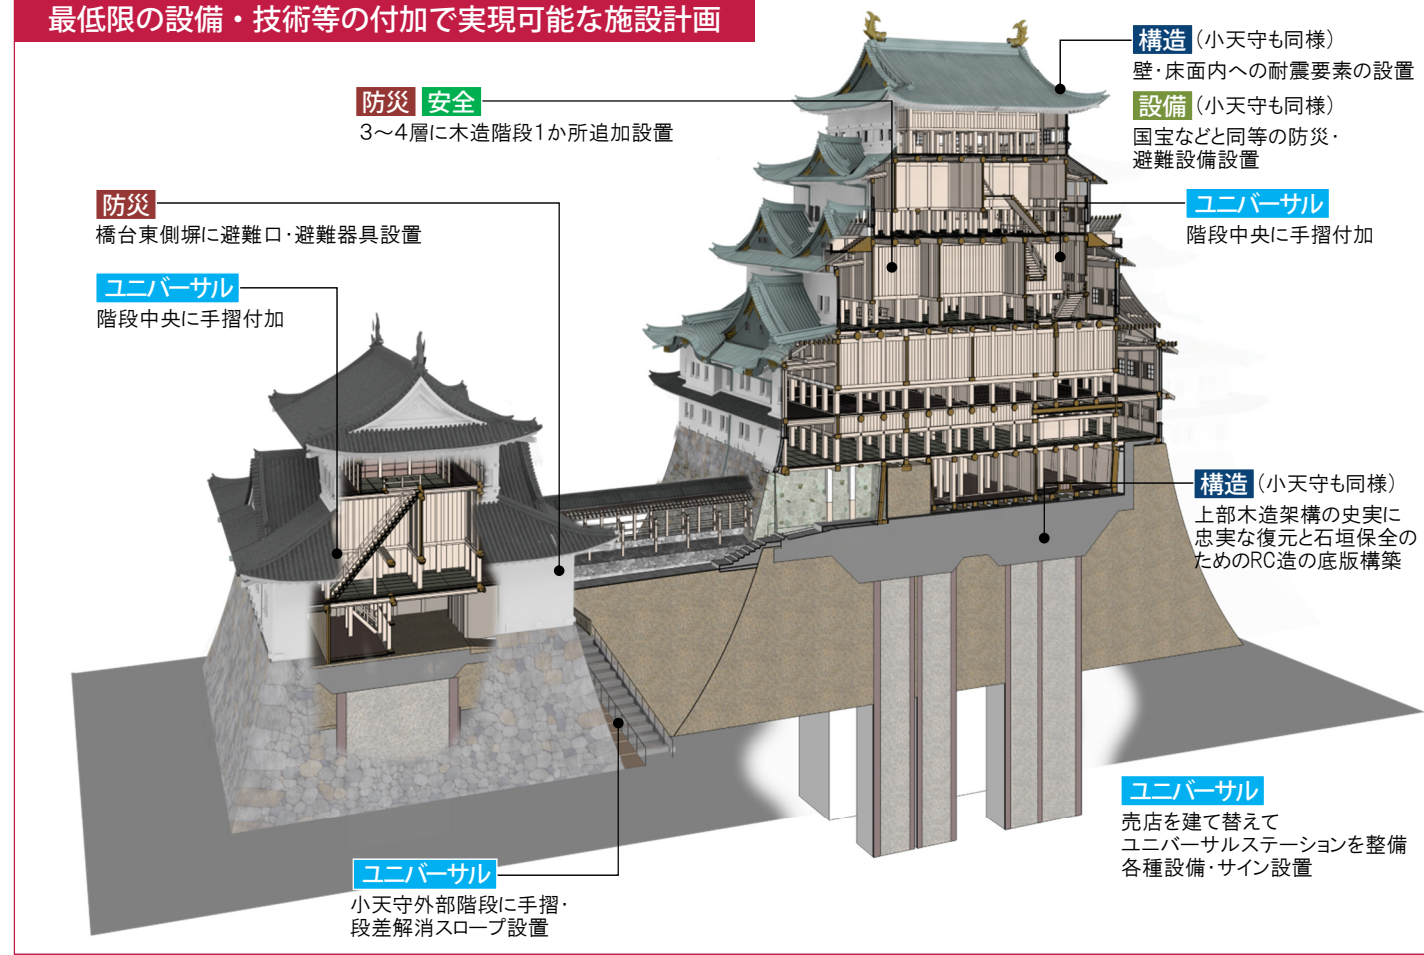 最低限の設備・技術等の付加で実現可能な施設計画
構造（小天守も同様）
壁・床面内への耐震要素の設置
設備（小天守も同様）
国宝などと同等の防災・
避難設備設置
防災 安全
3～4層に木造階段1か所追加設置
防災
橋台東側塀に避難口・避難器具設置
ユニバーサル
階段中央に手摺付加
ユニバーサル
階段中央に手摺付加
構造（小天守も同様）
上部木造架構の史実に
忠実な復元と石垣保全の
ためのRC造の底版構築
ユニバーサル
売店を建て替えて
ユニバーサルステーションを整備
各種設備・サイン設置
ユニバーサル
小天守外部階段に手摺・
段差解消スロープ設置